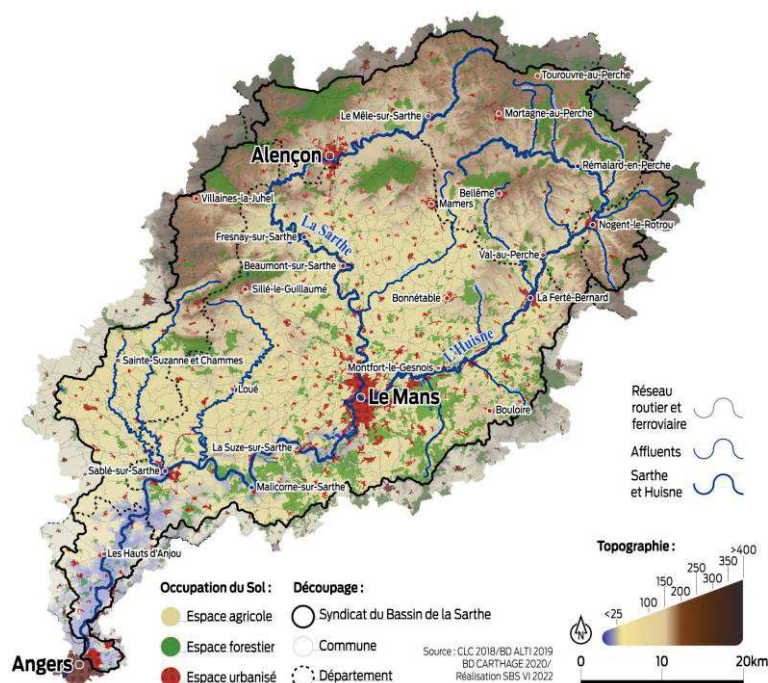 Tourouvre-au-Perche
Le Mêle-sur-Sarthe
Mortagne-au-Perche
Alençon
Rémalard-en-Perche
Bellême
Villaines-la-Juhel
Mamers
Nogent-le-Rotrou
La Sarthe
Fresnay-sur-Sarthe
Val-au-Perche
Beaumont-sur-Sarthe
Sillé-le-Guillaume
Bonnétable
La Ferté-Bernard
L'Huisne
Sainte-Suzanne et Chammes
Montfort-le-Gesnois
Loué
Le Mans
Bouloire
La Suze-sur-Sarthe
Sablé-sur-Sarthe
Malicorne-sur-Sarthe
Les Hauts d'Anjou
Angers
Réseau
routier et
ferroviaire
Affluents
Sarthe
et Huisne
Occupation du Sol :
Espace agricole
Espace forestier
Espace urbanisé
Découpage :
Syndicat du Bassin de la Sarthe
Commune
Département
Source : CLC 2018/BD ALTI 2019
BD CARTHAGE 2020/
Réalisation SBS VI 2022
Topographie :
<25
100
150
200
250
300
350
>400
N
0
10
20km